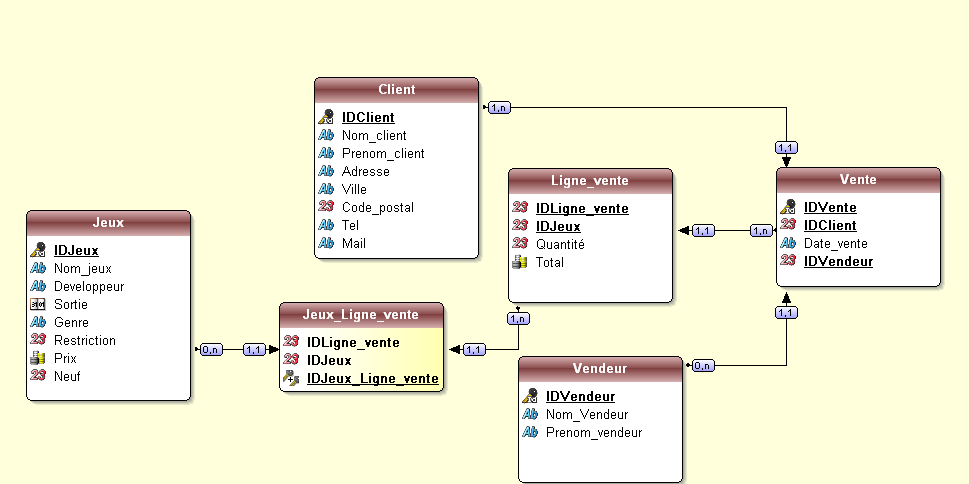 Client
IDClient
Nom_client
Prenom_client
Adresse
Ville
Code_postal
Tel
Mail
1,n
1,1
Ligne_vente
IDLigne_vente
IDJeux
Quantité
Total
1,1
1,n
Vente
IDVente
IDClient
Date_vente
IDVendeur
Jeux
IDJeux
Nom_jeux
Developpeur
Sortie
Genre
Restriction
Prix
Neuf
0,n
1,1
Jeux_Ligne_vente
IDLigne_vente
IDJeux
IDJeux_Ligne_vente
1,n
1,1
Vendeur
IDVendeur
Nom_Vendeur
Prenom_vendeur
0,n
1,1